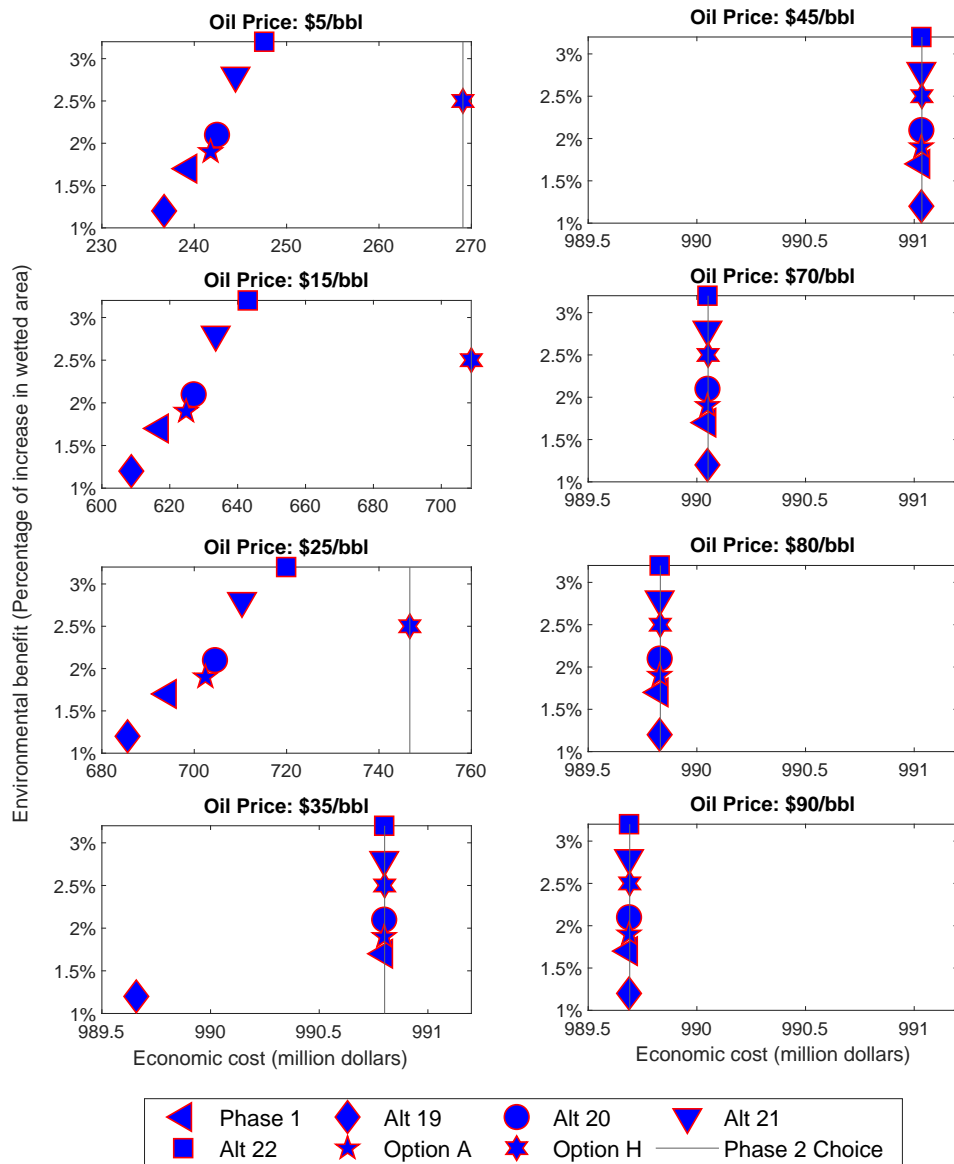 Oil Price: $5/bbl
3%
2.5%
2%
1.5%
1%
230 240 250 260 270
Oil Price: $15/bbl
3%
2.5%
2%
1.5%
1%
600 620 640 660 680 700
Oil Price: $25/bbl
3%
2.5%
2%
1.5%
1%
680 700 720 740 760
Oil Price: $35/bbl
3%
2.5%
2%
1.5%
1%
989.5 990 990.5 991
Economic cost (million dollars)
Environmental benefit (Percentage of increase in wetted area)
Oil Price: $45/bbl
3%
2.5%
2%
1.5%
1%
989.5 990 990.5 991
Oil Price: $70/bbl
3%
2.5%
2%
1.5%
1%
989.5 990 990.5 991
Oil Price: $80/bbl
3%
2.5%
2%
1.5%
1%
989.5 990 990.5 991
Oil Price: $90/bbl
3%
2.5%
2%
1.5%
1%
989.5 990 990.5 991
Economic cost (million dollars)
Phase 1 Alt 19 Alt 20 Alt 21
Alt 22 Option A Option H Phase 2 Choice